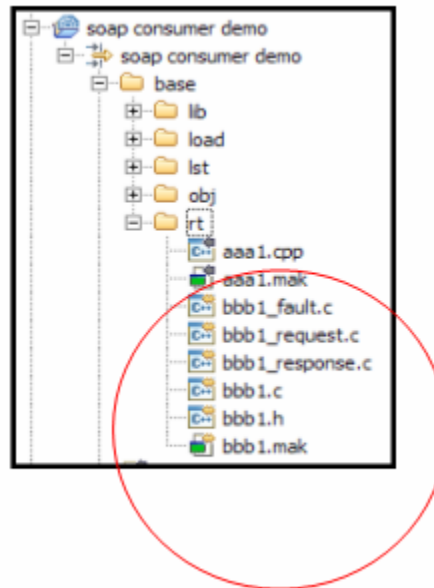 soap consumer demo
soap consumer demo
base
lib
load
lst
obj
rt
aaa1.cpp
aaa1.mak
bbb1_fault.c
bbb1_request.c
bbb1_response.c
bbb1.c
bbb1.h
bbb1.mak